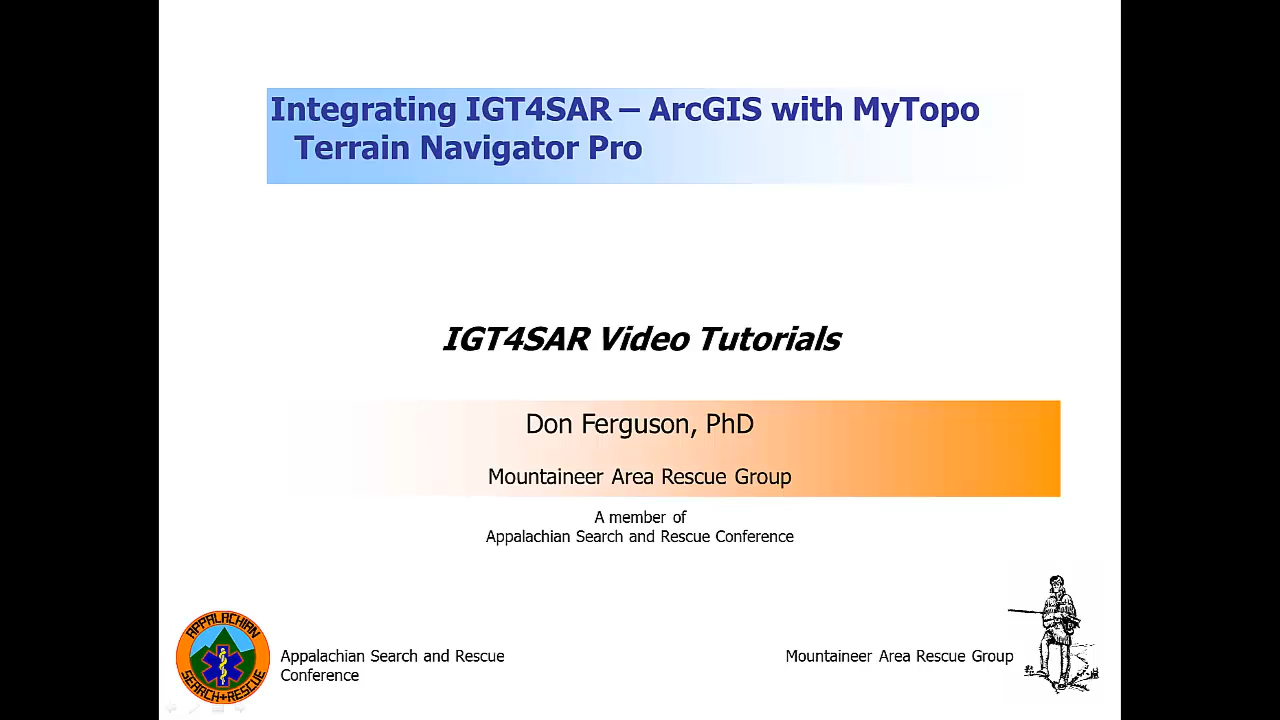 Integrating IGT4SAR – ArcGIS with MyTopo
Terrain Navigator Pro
IGT4SAR Video Tutorials
Don Ferguson, PhD
Mountaineer Area Rescue Group
A member of
Appalachian Search and Rescue Conference
APPALACHIAN
SEARCH+RESCUE
Appalachian Search and Rescue
Conference
Mountaineer Area Rescue Group